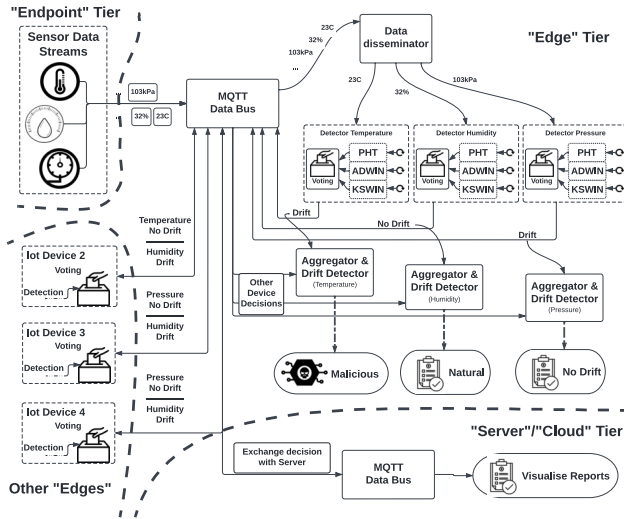 "Endpoint" Tier
Sensor Data
Streams
103kPa
32%
23C
...
...
MQTT
Data Bus
23C
32%
103kPa
...
Data
disseminator
"Edge" Tier
23C
32%
103kPa
Detector Temperature
Voting
PHT
ADWIN
KSWIN
Detector Humidity
Voting
PHT
ADWIN
KSWIN
Detector Pressure
Voting
PHT
ADWIN
KSWIN
Drift
No Drift
Drift
Temperature
No Drift
Humidity
Drift
Iot Device 2
Voting
Detection
Pressure
No Drift
Humidity
Drift
Iot Device 3
Voting
Detection
Pressure
No Drift
Humidity
Drift
Iot Device 4
Voting
Detection
Other "Edges"
Other
Device
Decisions
Aggregator &
Drift Detector
(Temperature)
Aggregator &
Drift Detector
(Humidity)
Aggregator &
Drift Detector
(Pressure)
Malicious
Natural
No Drift
"Server"/"Cloud" Tier
Exchange decision
with Server
MQTT
Data Bus
Visualise Reports